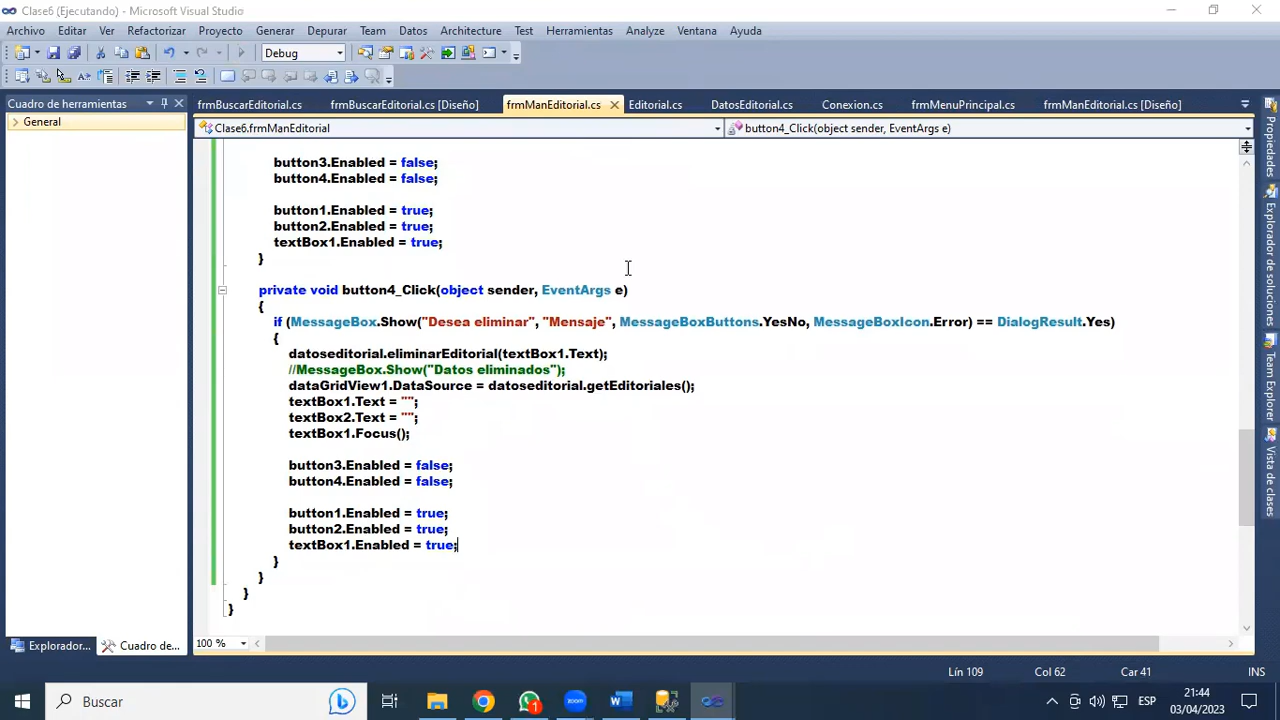 Clase6 (Ejecutando) - Microsoft Visual Studio
Archivo Editar Ver Refactorizar Proyecto Generar Depurar Team Datos Architecture Test Herramientas Analyze Ventana Ayuda
Debug
Cuadro de herramientas
General
frmBuscarEditorial.cs frmBuscarEditorial.cs [Diseño] frmManEditorial.cs Editorial.cs DatosEditorial.cs Conexion.cs frmMenuPrincipal.cs frmManEditorial.cs [Diseño]
Clase6.frmManEditorial button4_Click(object sender, EventArgs e)
button3.Enabled = false;
button4.Enabled = false;
button1.Enabled = true;
button2.Enabled = true;
textBox1.Enabled = true;
}
private void button4_Click(object sender, EventArgs e)
{
if (MessageBox.Show("Desea eliminar", "Mensaje", MessageBoxButtons.YesNo, MessageBoxIcon.Error) == DialogResult.Yes)
{
datoseditorial.eliminarEditorial(textBox1.Text);
//MessageBox.Show("Datos eliminados");
dataGridView1.DataSource = datoseditorial.getEditoriales();
textBox1.Text = "";
textBox2.Text = "";
textBox1.Focus();
button3.Enabled = false;
button4.Enabled = false;
button1.Enabled = true;
button2.Enabled = true;
textBox1.Enabled = true;
}
}
}
}
100 %
Explorador... Cuadro de...
Propiedades
Explorador de soluciones
Team Explorer
Vista de clases
Lín 109 Col 62 Car 41 INS
Buscar
1
zoom
ESP
21:44
03/04/2023